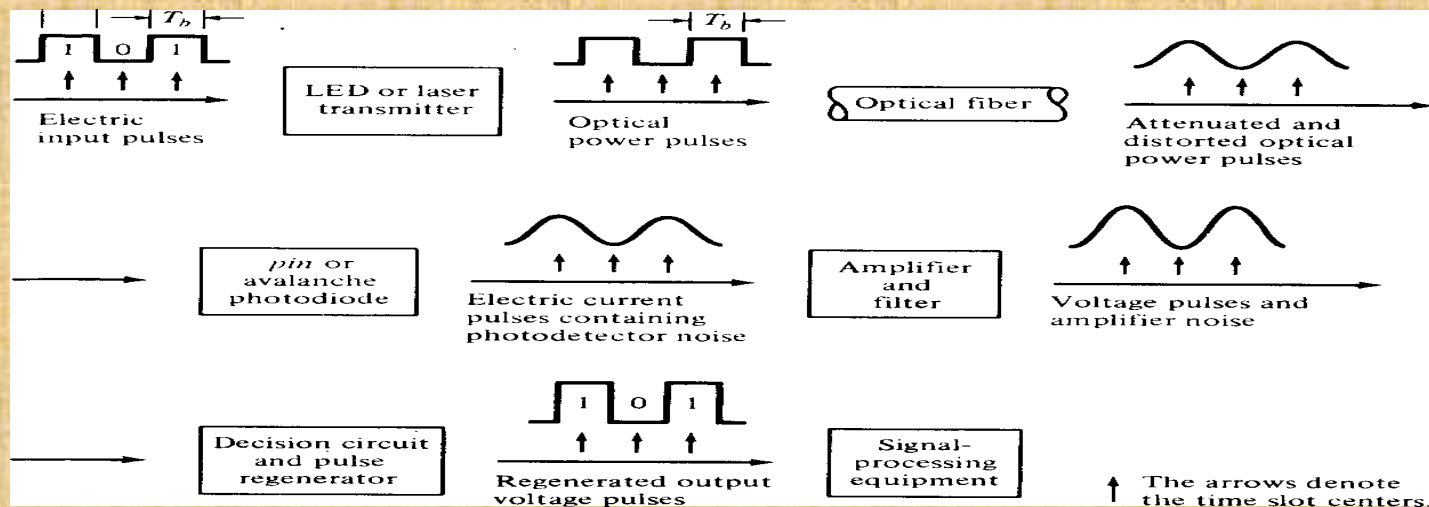 T_b
1 0 1
Electric
input pulses
LED or laser
transmitter
T_b
Optical
power pulses
Optical fiber
Attenuated and
distorted optical
power pulses
pin or
avalanche
photodiode
Electric current
pulses containing
photodetector noise
Amplifier
and
filter
Voltage pulses and
amplifier noise
Decision circuit
and pulse
regenerator
1 0 1
Regenerated output
voltage pulses
Signal-
processing
equipment
The arrows denote
the time slot centers.